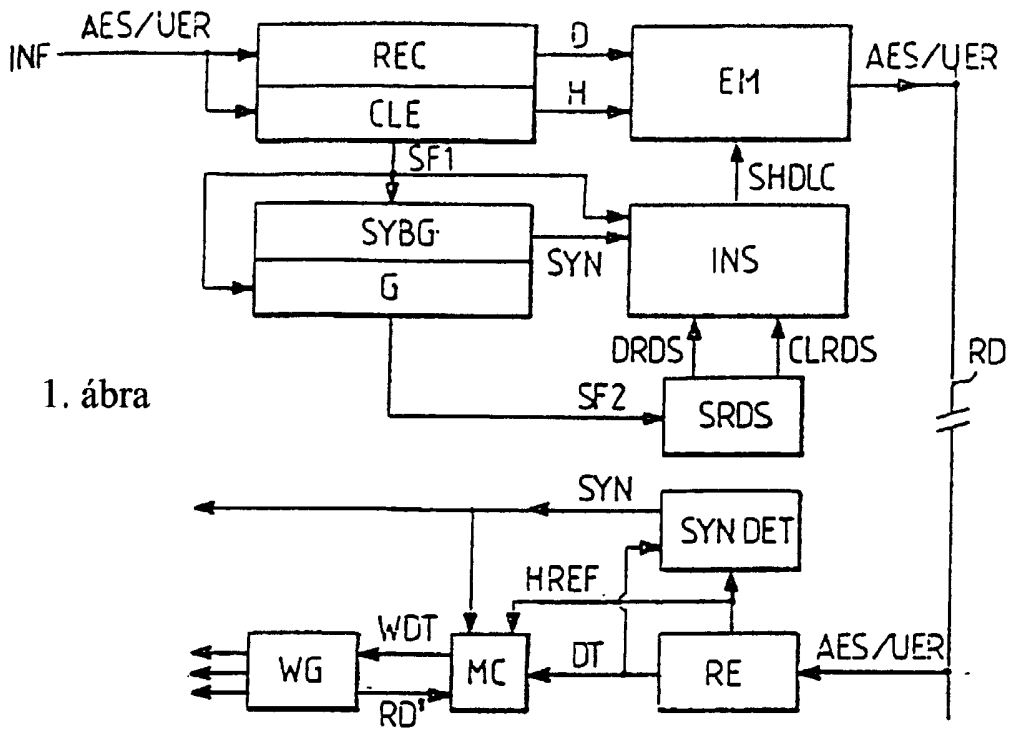 AES/UER
INF
REC
D
EM
AES/UER
CLE
H
SF1
SHDLC
SYBG
SYN
INS
G
DRDS
CLRDS
RD
1. ábra
SF2
SRDS
SYN
SYN DET
HREF
WDT
DT
AES/UER
WG
MC
RE
RD'